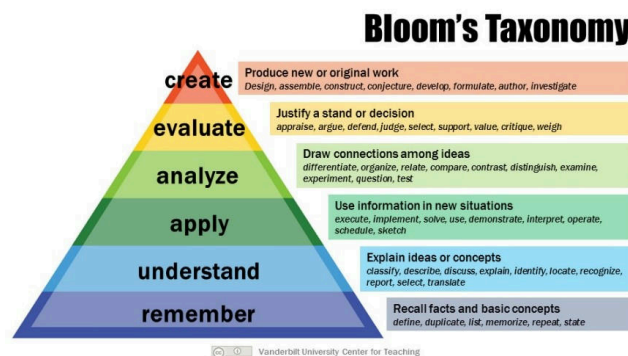 Bloom's Taxonomy
create
Produce new or original work
Design, assemble, construct, conjecture, develop, formulate, author, investigate
evaluate
Justify a stand or decision
appraise, argue, defend, judge, select, support, value, critique, weigh
analyze
Draw connections among ideas
differentiate, organize, relate, compare, contrast, distinguish, examine,
experiment, question, test
apply
Use information in new situations
execute, implement, solve, use, demonstrate, interpret, operate,
schedule, sketch
understand
Explain ideas or concepts
classify, describe, discuss, explain, identify, locate, recognize,
report, select, translate
remember
Recall facts and basic concepts
define, duplicate, list, memorize, repeat, state
cc Vanderbilt University Center for Teaching